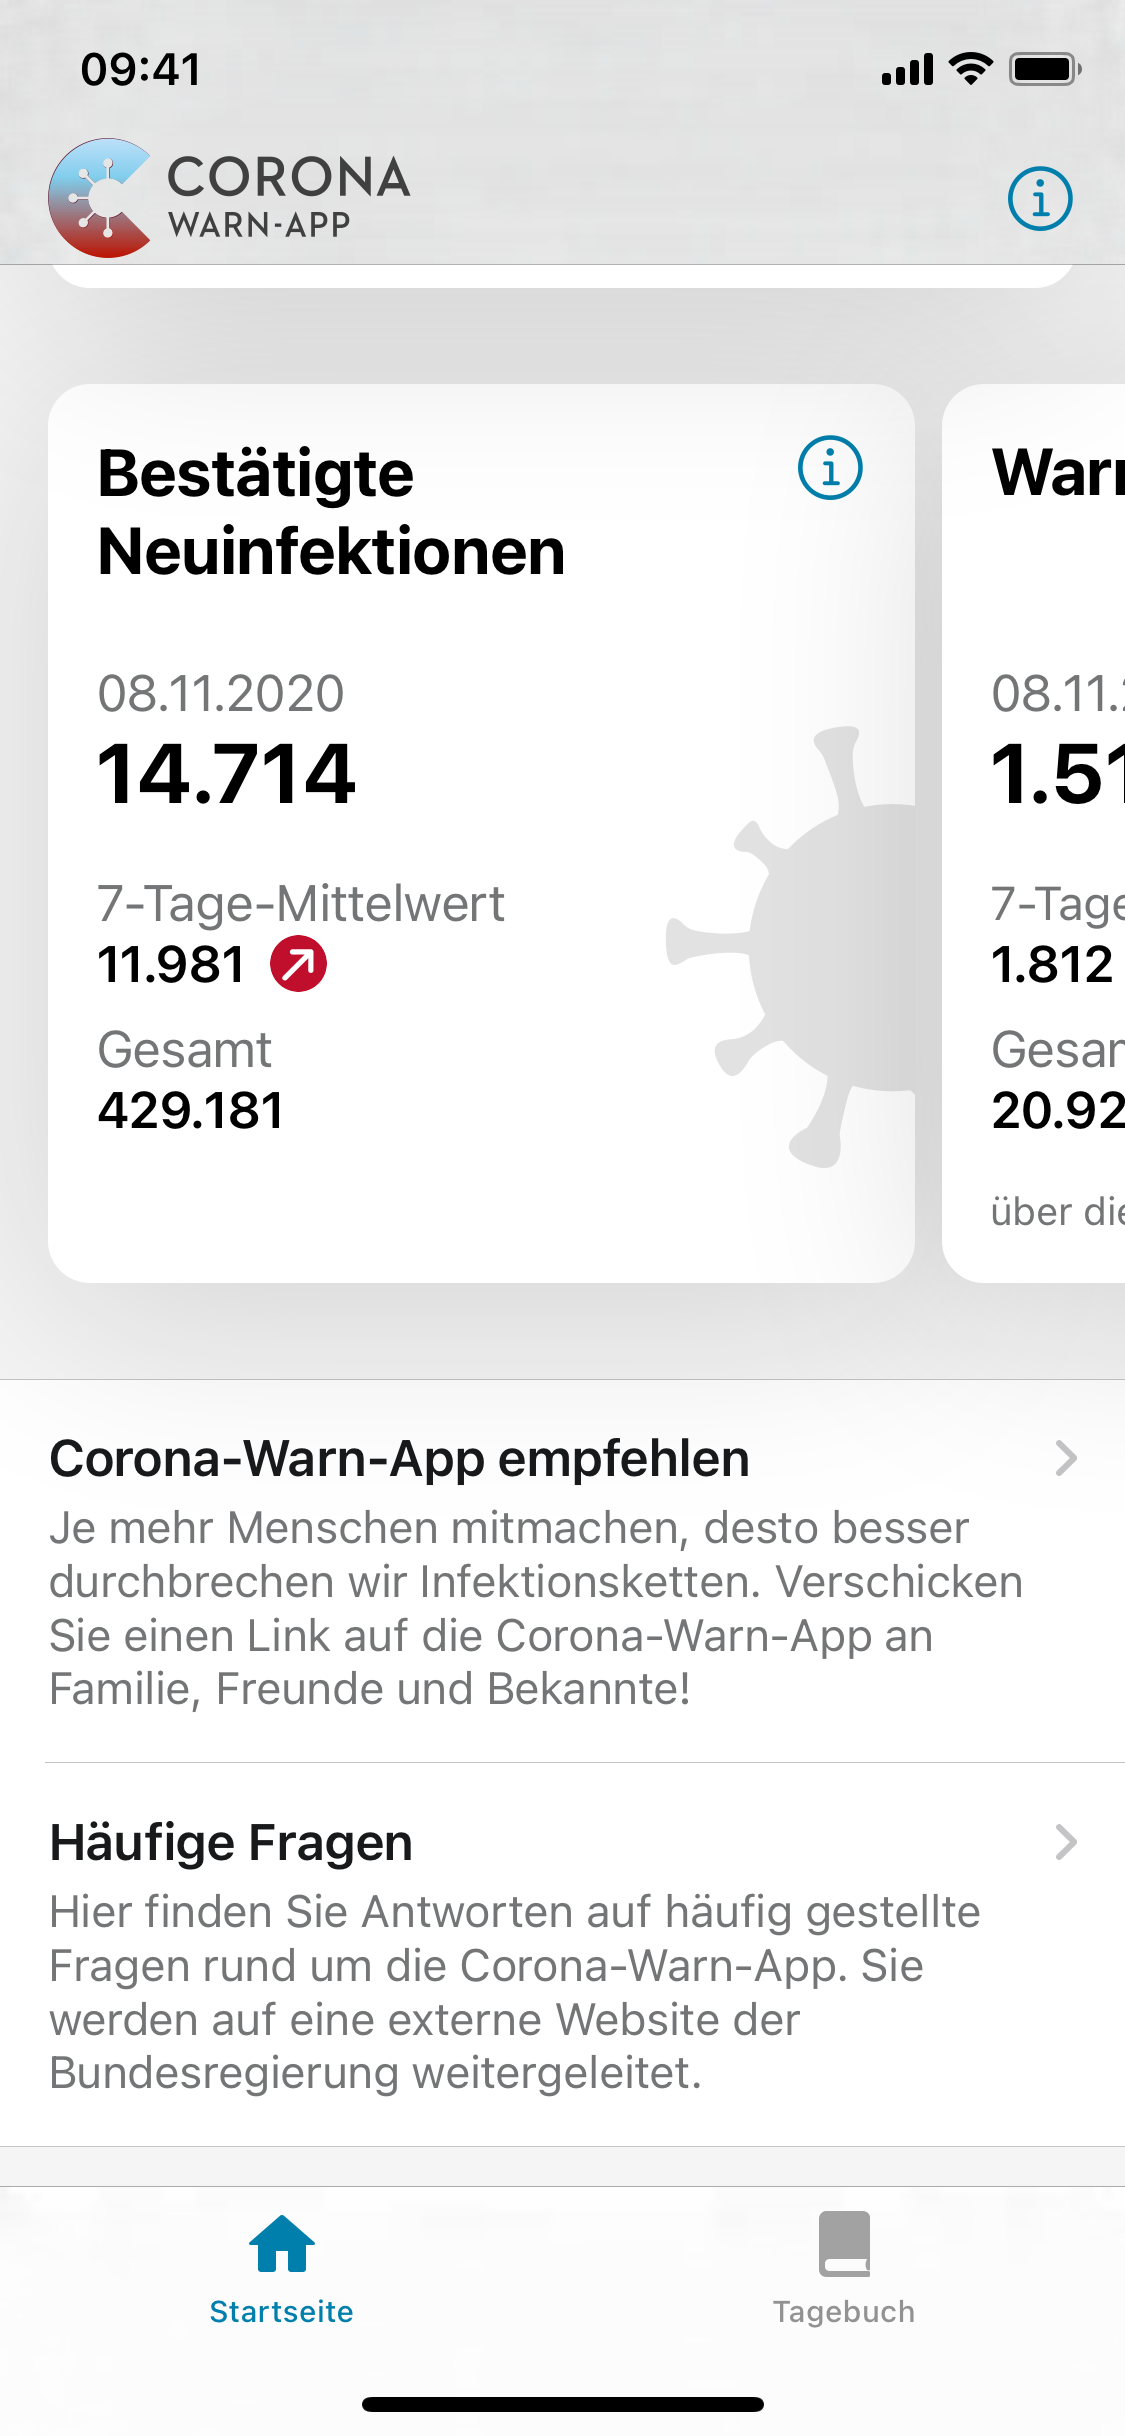 09:41
CORONA
WARN-APP
Bestätigte
Neuinfektionen
08.11.2020
14.714
7-Tage-Mittelwert
11.981
Gesamt
429.181
08.11.
1.51
7-Tage
1.812
20.92
über
Corona-Warn-App empfehlen
Je mehr Menschen mitmachen, desto besser
durchbrechen wir Infektionsketten. Verschicken
Sie einen Link auf die Corona-Warn-App an
Familie, Freunde und Bekannte!
Häufige Fragen
Hier finden Sie Antworten auf häufig gestellte
Fragen rund um die Corona-Warn-App. Sie
werden auf eine externe Website der
Bundesregierung weitergeleitet.
Startseite
Tagebuch